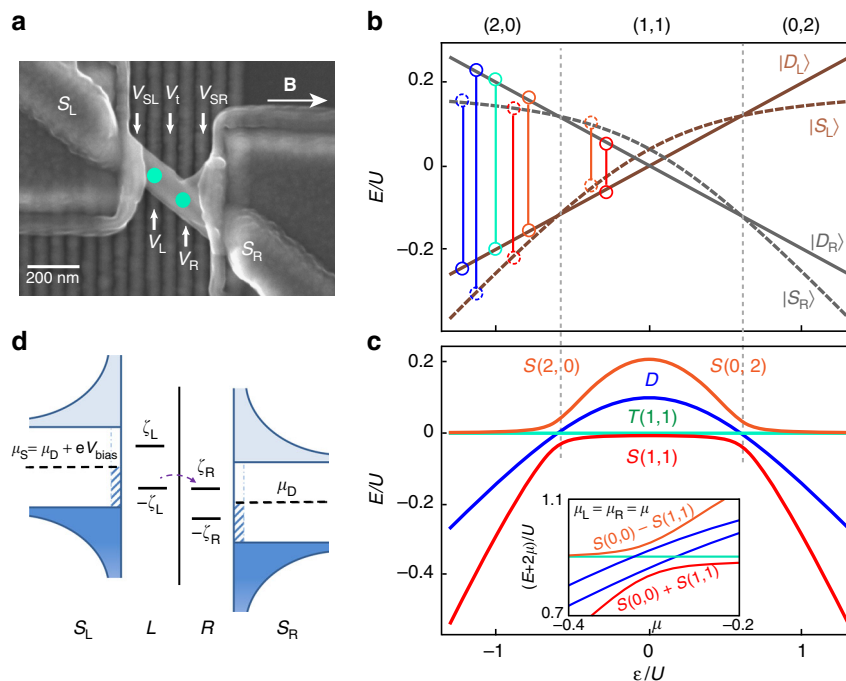 a
S_L
V_SL
V_t
V_SR
B
V_L
V_R
S_R
200 nm
b
(2,0)
(1,1)
(0,2)
E/U
0.2
0
−0.2
|D_L⟩
|S_L⟩
|D_R⟩
|S_R⟩
c
E/U
0.2
0
−0.2
−0.4
S(2, 0)
S(0, 2)
D
T(1,1)
S(1,1)
(E+2μ)/U
1.1
0.7
μ_L = μ_R = μ
S(0,0) − S(1,1)
S(0,0) + S(1,1)
−0.4
μ
−0.2
−1
0
1
ε/U
d
μ_S = μ_D + eV_bias
ζ_L
−ζ_L
ζ_R
−ζ_R
μ_D
S_L
L
R
S_R